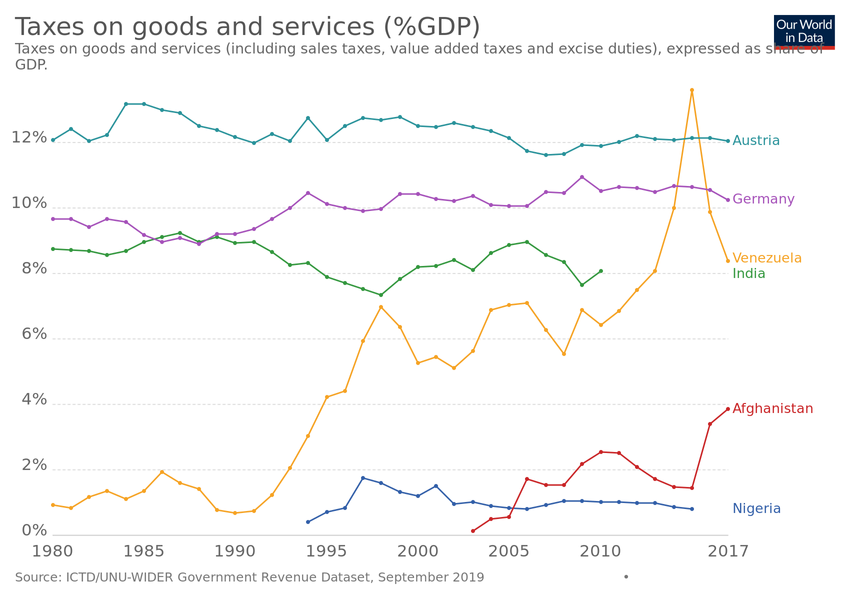 Taxes on goods and services (%GDP)
Our World
in Data
Taxes on goods and services (including sales taxes, value added taxes and excise duties), expressed as share of
GDP.
12%
Austria
10%
Germany
Venezuela
8%
India
6%
4%
Afghanistan
2%
Nigeria
0%
1980 1985 1990 1995 2000 2005 2010 2017
Source: ICTD/UNU-WIDER Government Revenue Dataset, September 2019 •